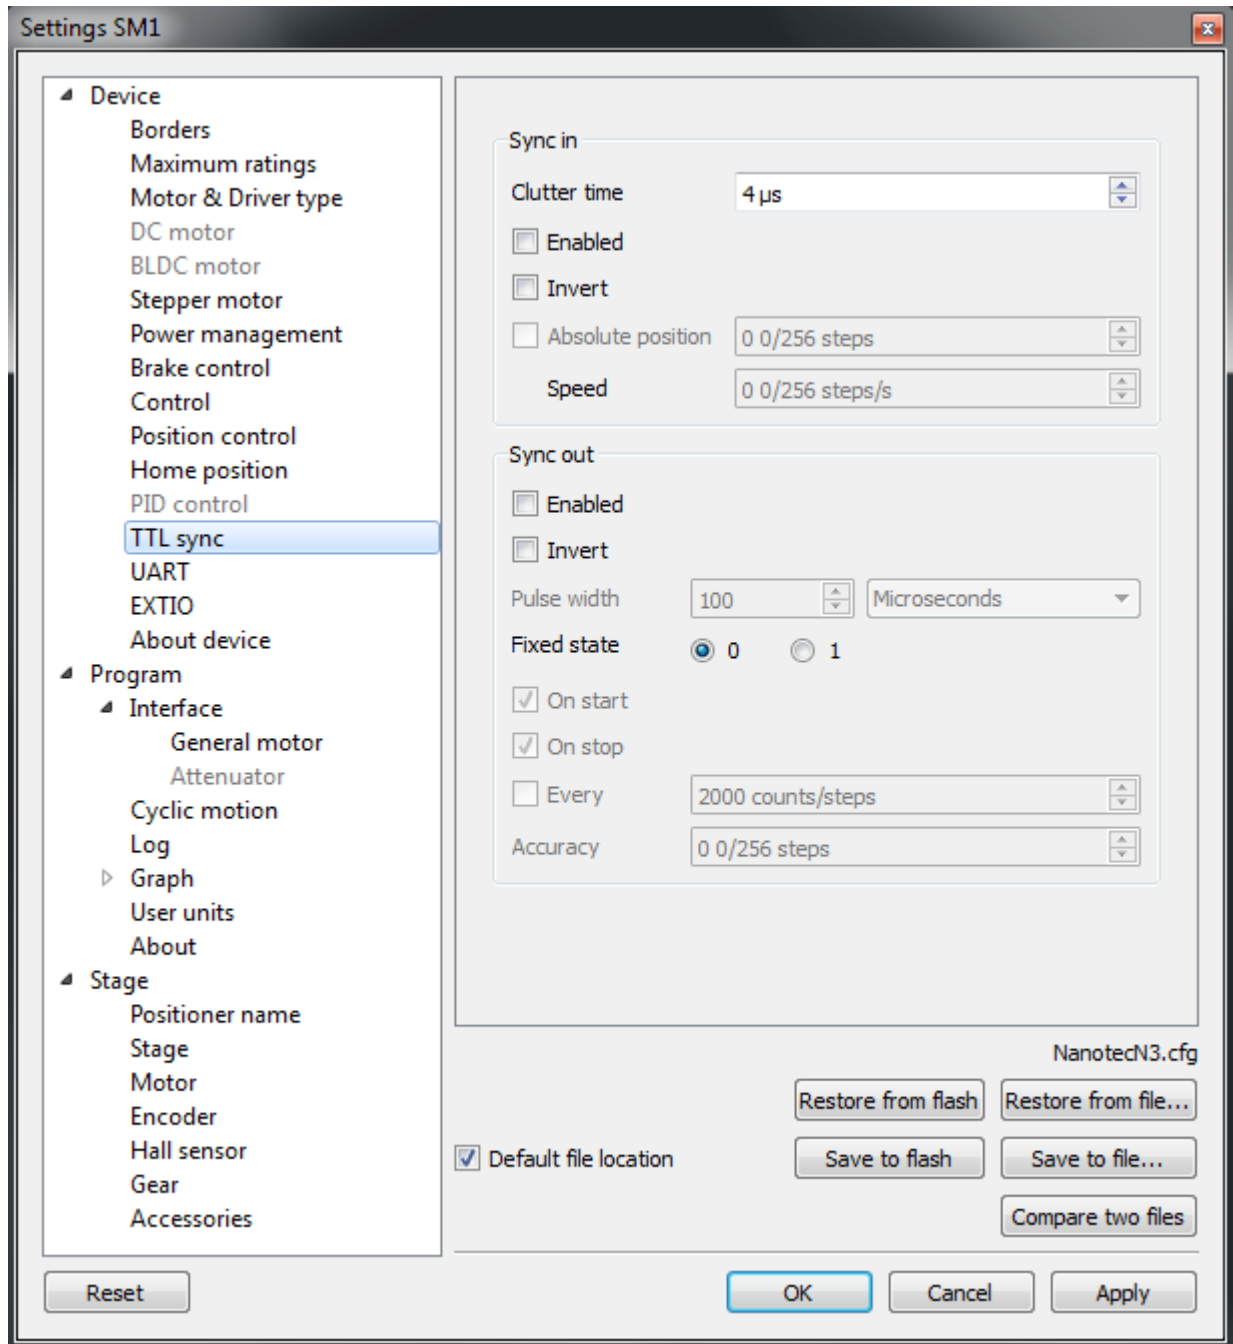 Settings SM1
Device
Borders
Maximum ratings
Motor & Driver type
DC motor
BLDC motor
Stepper motor
Power management
Brake control
Control
Position control
Home position
PID control
TTL sync
UART
EXTIO
About device
Program
Interface
General motor
Attenuator
Cyclic motion
Log
Graph
User units
About
Stage
Positioner name
Stage
Motor
Encoder
Hall sensor
Gear
Accessories
Sync in
Clutter time 4 µs
Enabled
Invert
Absolute position 0 0/256 steps
Speed 0 0/256 steps/s
Sync out
Enabled
Invert
Pulse width 100 Microseconds
Fixed state 0 1
On start
On stop
Every 2000 counts/steps
Accuracy 0 0/256 steps
NanotecN3.cfg
Restore from flash Restore from file...
Default file location Save to flash Save to file...
Compare two files
Reset OK Cancel Apply